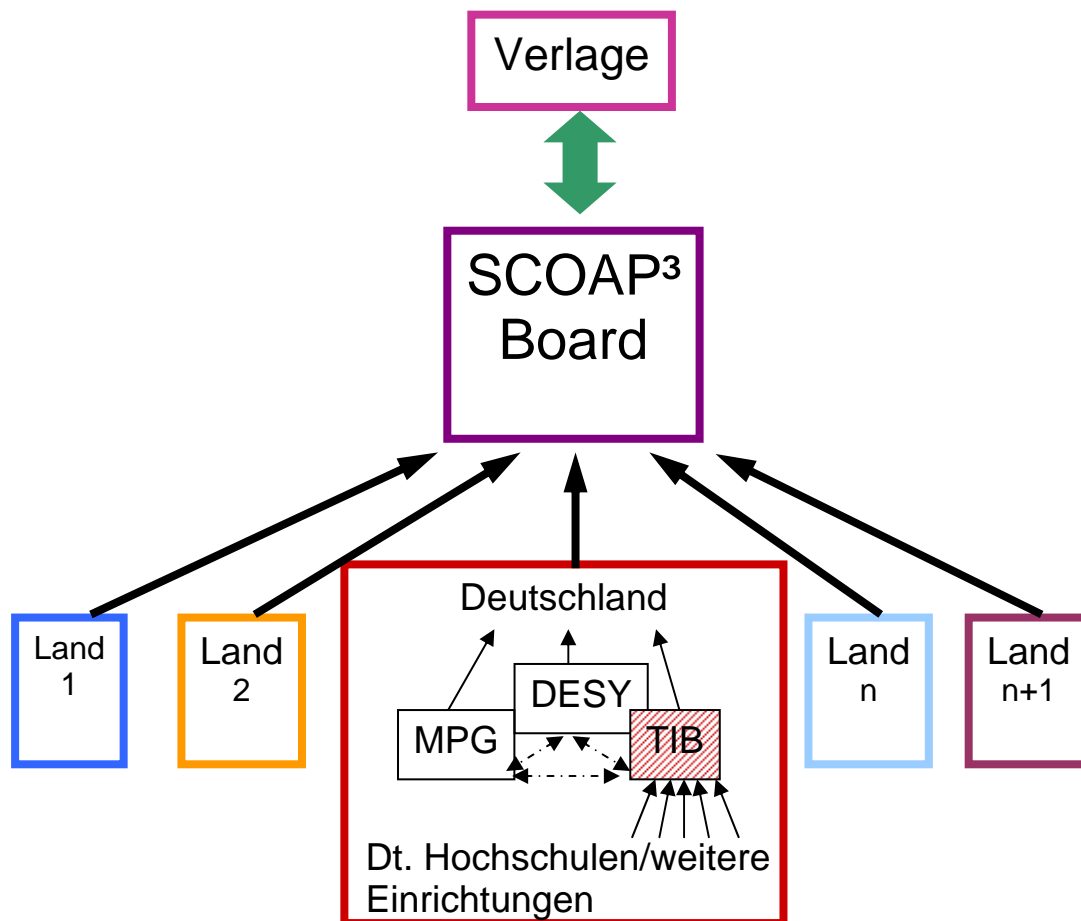 Verlage
SCOAP³
Board
Deutschland
Land
1
Land
2
Land
n
Land
n+1
DESY
MPG
TIB
Dt. Hochschulen/weitere
Einrichtungen